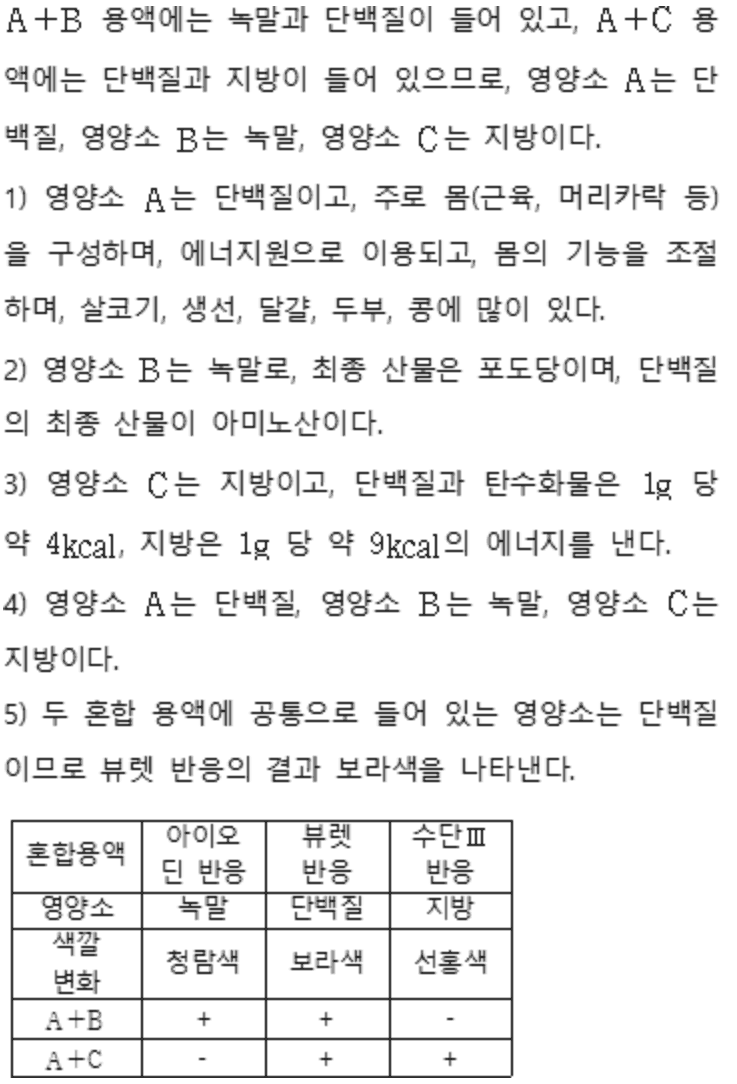 A+B 용액에는 녹말과 단백질이 들어 있고, A+C 용
액에는 단백질과 지방이 들어 있으므로, 영양소 A는 단
백질, 영양소 B는 녹말, 영양소 C는 지방이다.
1) 영양소 A는 단백질이고, 주로 몸(근육, 머리카락 등)
을 구성하며, 에너지원으로 이용되고, 몸의 기능을 조절
하며, 살코기, 생선, 달걀, 두부, 콩에 많이 있다.
2) 영양소 B는 녹말로, 최종 산물은 포도당이며, 단백질
의 최종 산물이 아미노산이다.
3) 영양소 C는 지방이고, 단백질과 탄수화물은 1g 당
약 4kcal, 지방은 1g 당 약 9kcal의 에너지를 낸다.
4) 영양소 A는 단백질, 영양소 B는 녹말, 영양소 C는
지방이다.
5) 두 혼합 용액에 공통으로 들어 있는 영양소는 단백질
이므로 뷰렛 반응의 결과 보라색을 나타낸다.
혼합용액 아이오딘 반응 뷰렛 반응 수단Ⅲ 반응
영양소 녹말 단백질 지방
색깔 변화 청람색 보라색 선홍색
A+B + + -
A+C - + +